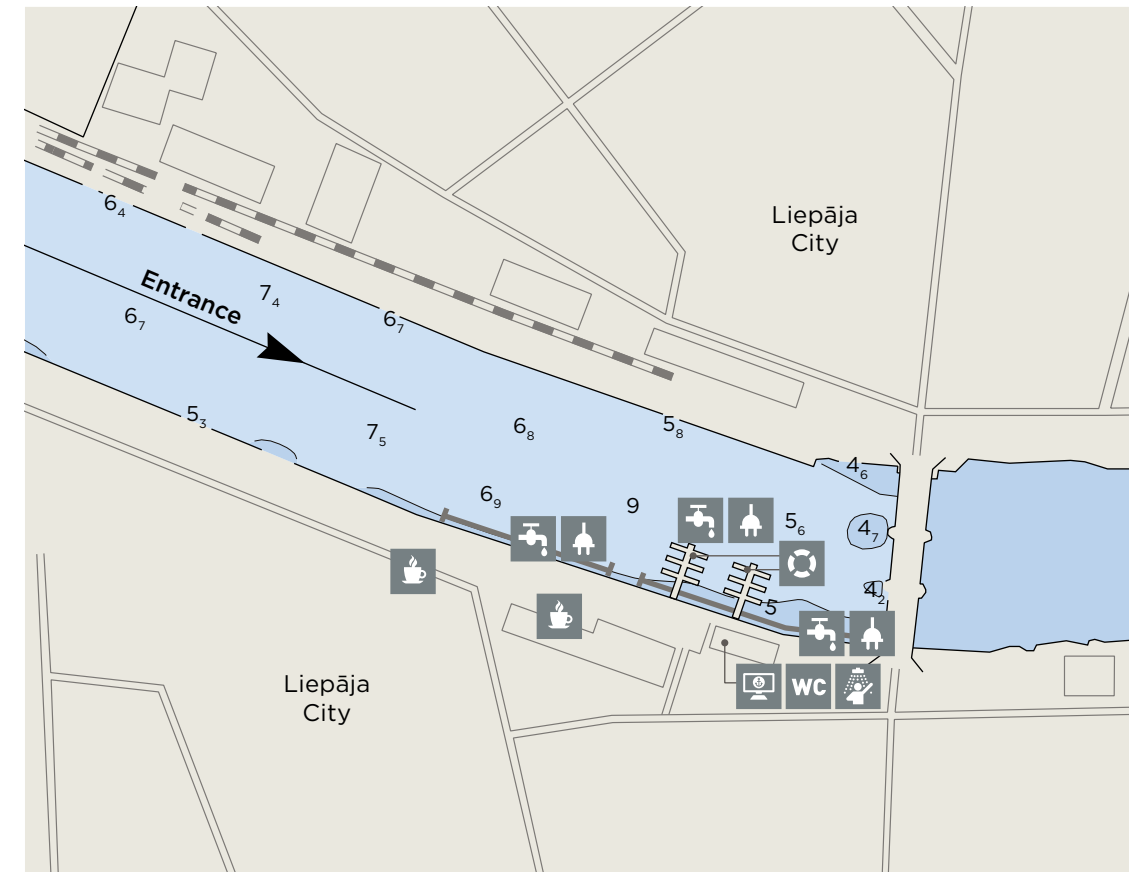 Liepāja
City
6₄
Entrance
7₄
6₇
6₇
5₃
7₅
6₈
5₈
4₆
6₉
9
5₆
4₇
4₂
5
WC
Liepāja
City